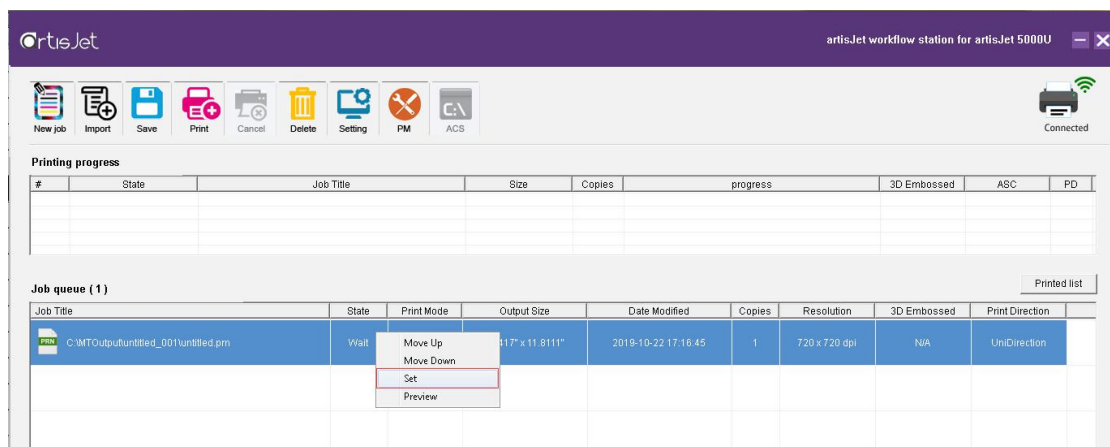 artisJet
artisJet workflow station for artisJet 5000U
New job Import Save Print Cancel Delete Setting PM ACS
C:\
Connected
Printing progress
# State Job Title Size Copies progress 3D Embossed ASC PD
Job queue ( 1 )
Printed list
Job Title State Print Mode Output Size Date Modified Copies Resolution 3D Embossed Print Direction
PRN C:\MTOutput\untitled_001\untitled.prn Wait 417" x 11.8111" 2019-10-22 17:16:45 1 720 x 720 dpi N/A UniDirection
Move Up
Move Down
Set
Preview